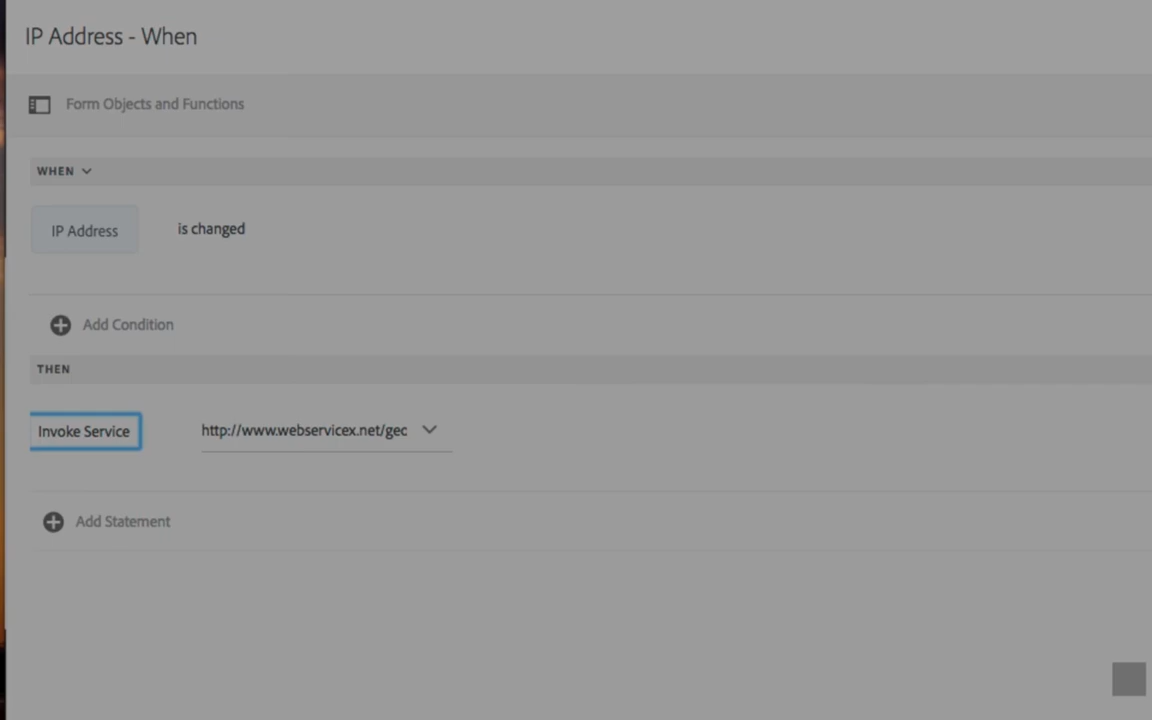 IP Address - When
Form Objects and Functions
WHEN
IP Address is changed
Add Condition
THEN
Invoke Service http://www.webservicex.net/gec
Add Statement